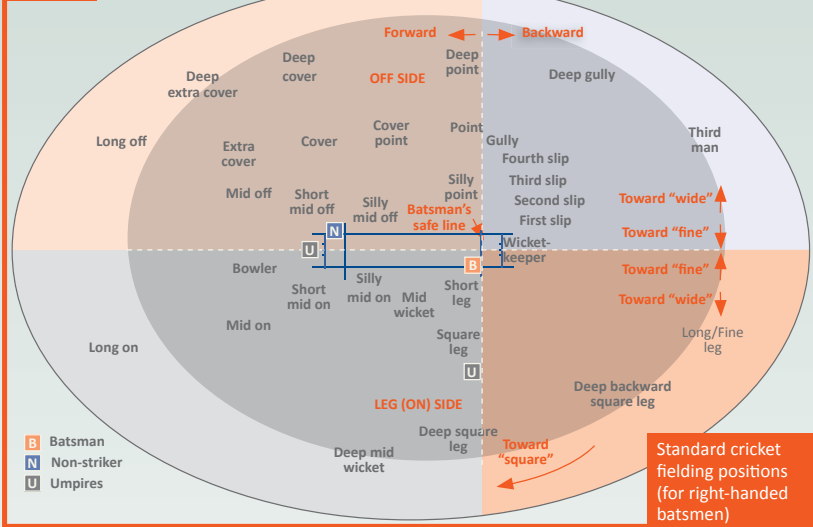 Forward
Backward
Deep
point
Deep
cover
OFF SIDE
Deep gully
Deep
extra cover
Long off
Extra
cover
Cover
Cover
point
Point
Gully
Third
man
Fourth slip
Third slip
Second slip
First slip
Mid off
Short
mid off
Silly
mid off
Silly
point
Batsman's
safe line
Toward “wide”
Toward “fine”
N
U
B
Wicket-
keeper
Bowler
Toward “fine”
Toward “wide”
Short
mid on
Silly
mid on
Mid
wicket
Short
leg
Mid on
Long on
Square
leg
U
Long/Fine
leg
Deep backward
square leg
LEG (ON) SIDE
Deep square
leg
Toward
“square”
Deep mid
wicket
B Batsman
N Non-striker
U Umpires
Standard cricket
fielding positions
(for right-handed
batsmen)